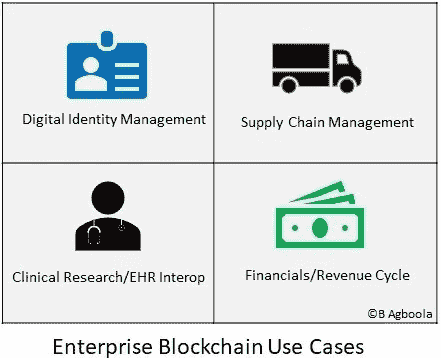 Digital Identity Management
Supply Chain Management
Clinical Research/EHR Interop
Financials/Revenue Cycle
©B Agboola
Enterprise Blockchain Use Cases